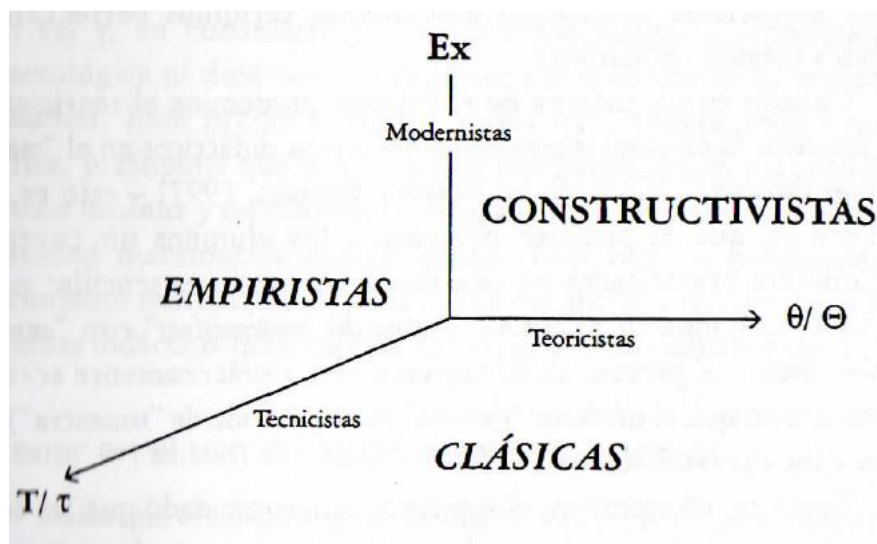 Ex
Modernistas
CONSTRUCTIVISTAS
EMPIRISTAS
θ/ Θ
Teoricistas
Tecnicistas
CLÁSICAS
T/ τ